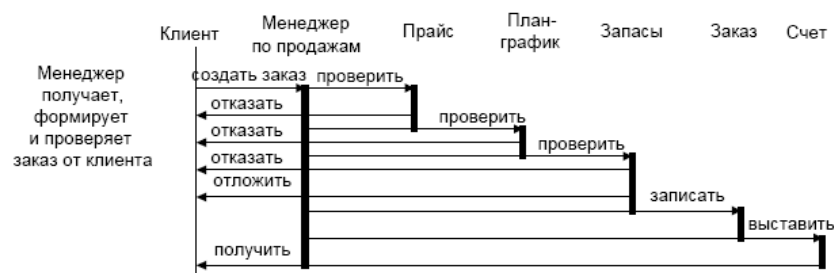 Клиент
Менеджер
по продажам
Прайс
План-
график
Запасы
Заказ
Счет
Менеджер
получает,
формирует
и проверяет
заказ от клиента
создать заказ
проверить
отказать
проверить
отказать
проверить
отказать
отложить
записать
выставить
получить